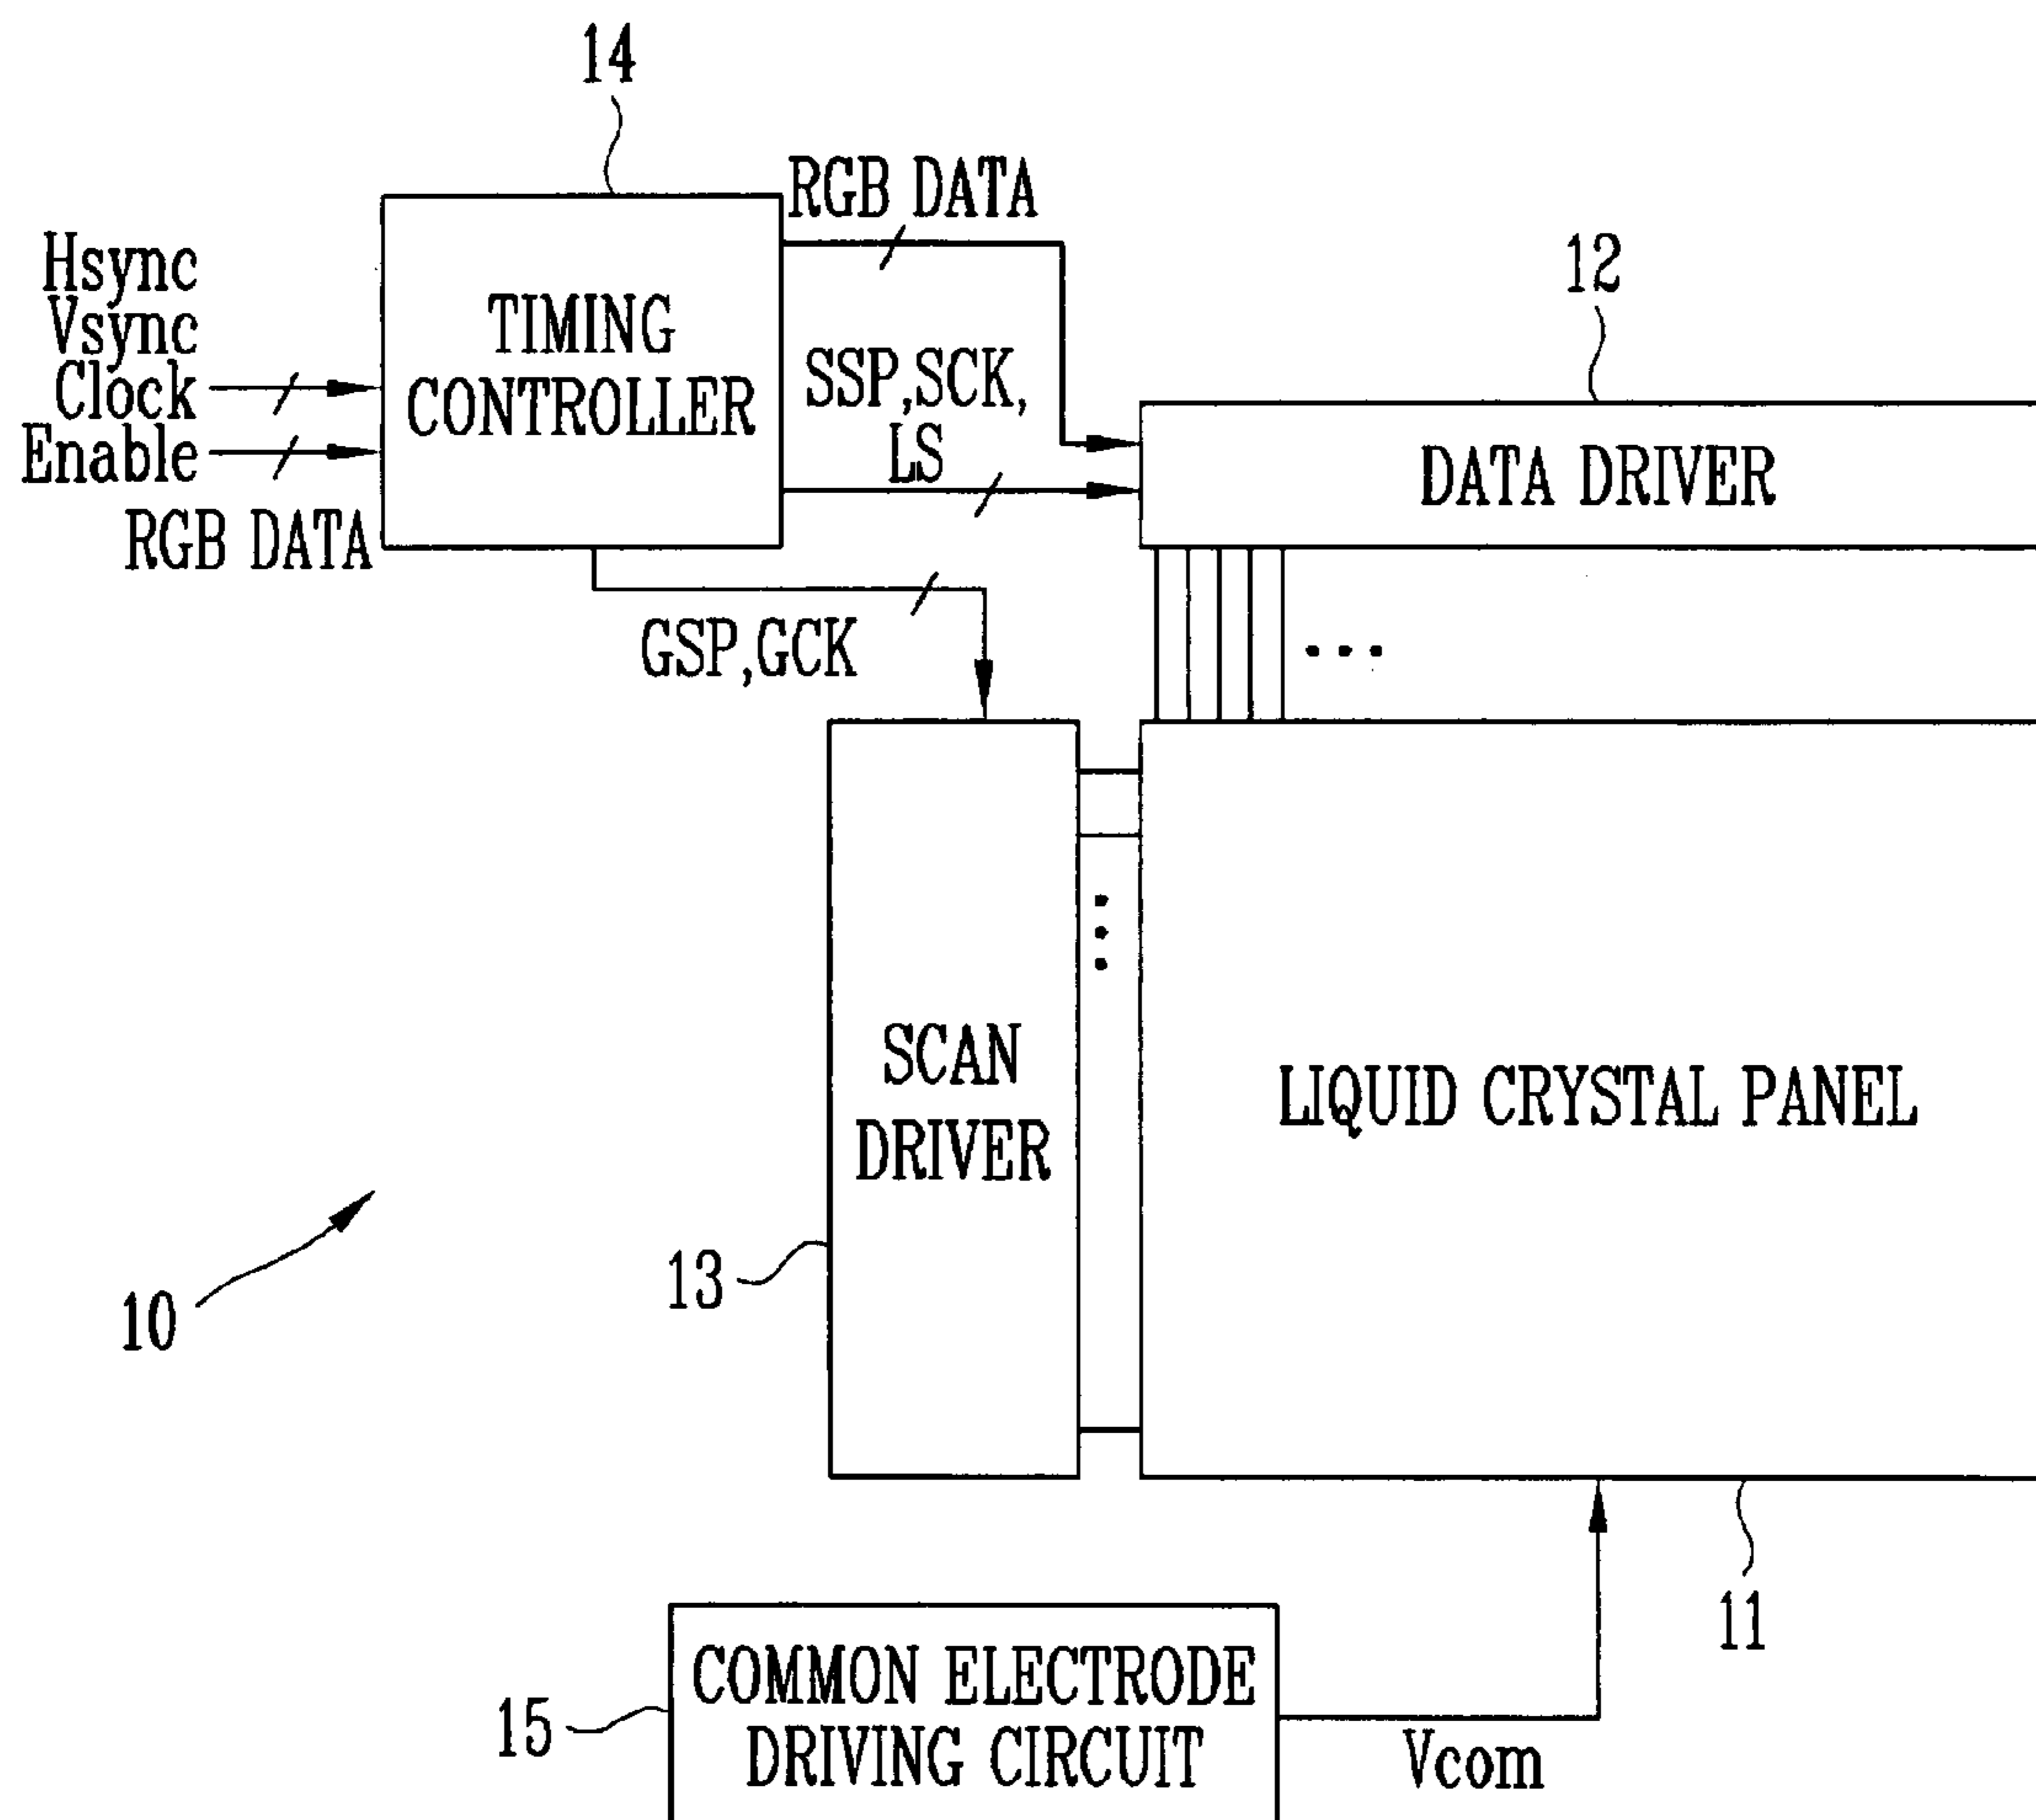 14
RGB DATA
Hsync
Vsync
Clock
Enable
RGB DATA
TIMING
CONTROLLER
SSP,SCK,
LS
12
DATA DRIVER
GSP,GCK
SCAN
DRIVER
LIQUID CRYSTAL PANEL
13
10
11
COMMON ELECTRODE
DRIVING CIRCUIT
15
Vcom